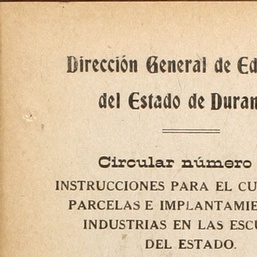 Dirección General de Ed
del Estado de Duran
Circular número
INSTRUCCIONES PARA EL CU
PARCELAS E IMPLANTAMIE
INDUSTRIAS EN LAS ESCU
DEL ESTADO.